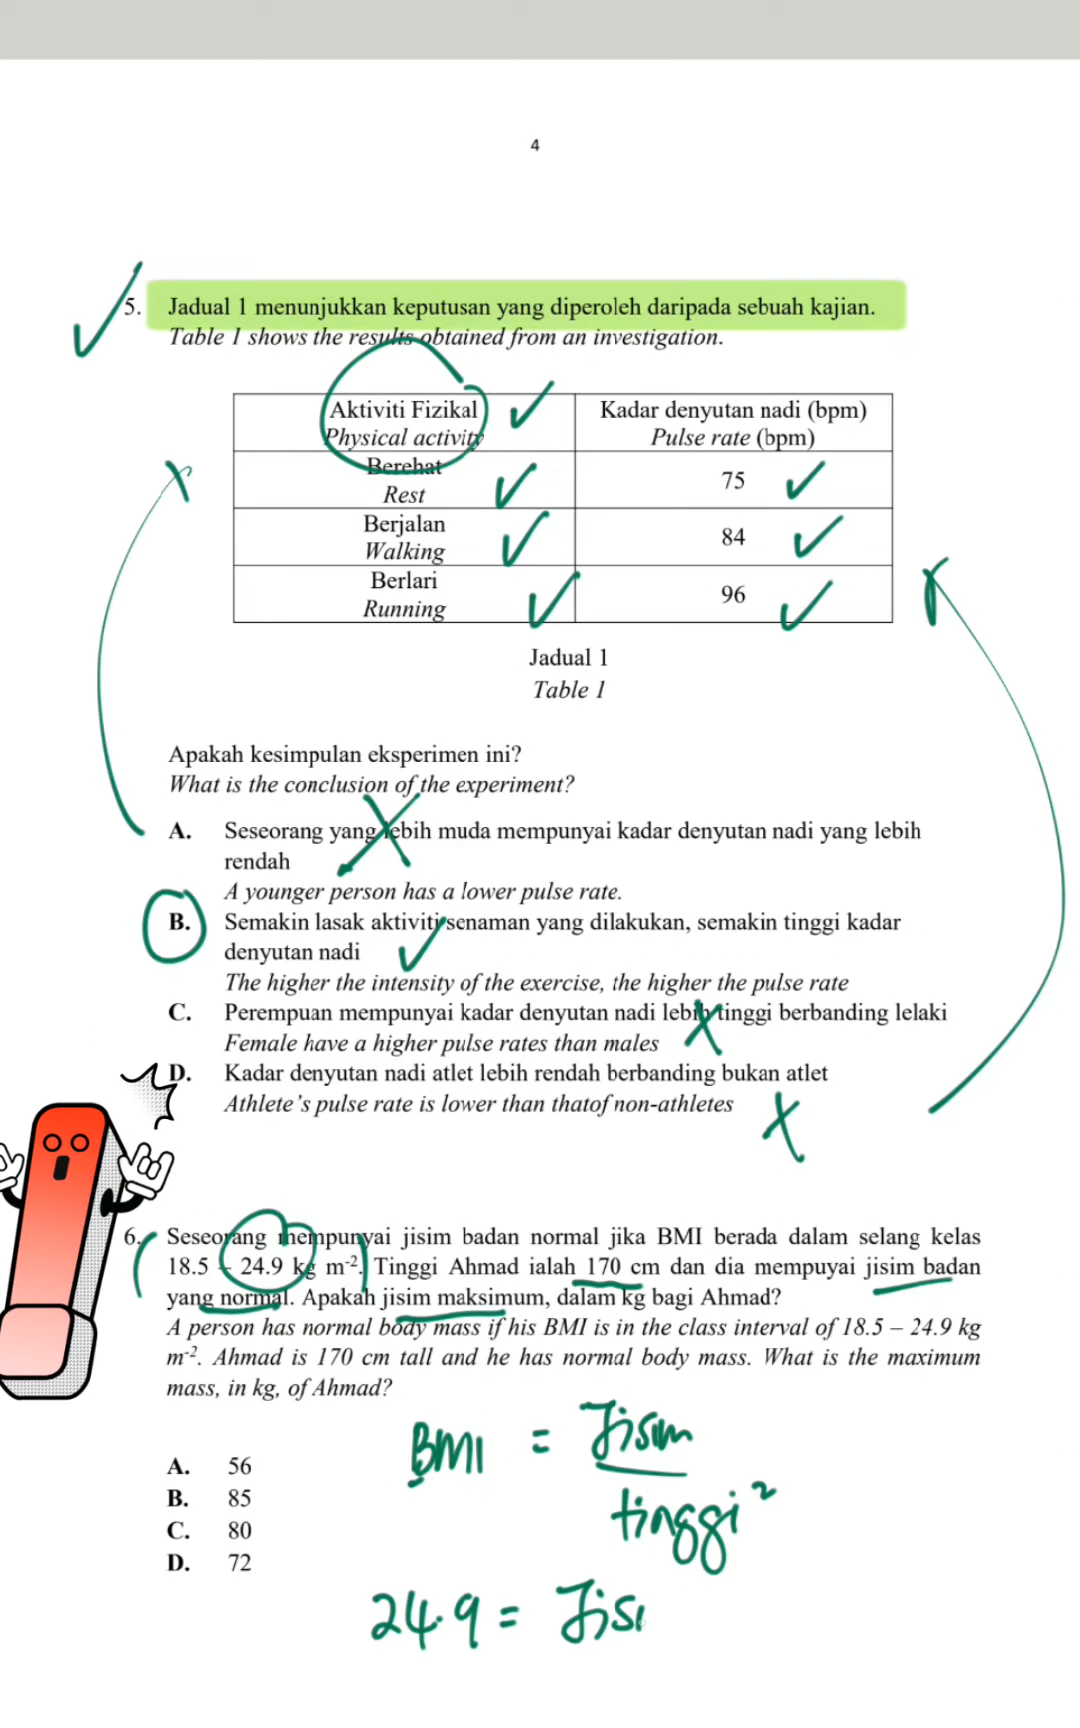 4
5. Jadual 1 menunjukkan keputusan yang diperoleh daripada sebuah kajian.
Table 1 shows the results obtained from an investigation.
Aktiviti Fizikal Kadar denyutan nadi (bpm)
Physical activity Pulse rate (bpm)
Berehat
Rest 75
Berjalan
Walking 84
Berlari
Running 96
Jadual 1
Table 1
Apakah kesimpulan eksperimen ini?
What is the conclusion of the experiment?
A. Seseorang yang lebih muda mempunyai kadar denyutan nadi yang lebih
rendah
A younger person has a lower pulse rate.
B. Semakin lasak aktiviti senaman yang dilakukan, semakin tinggi kadar
denyutan nadi
The higher the intensity of the exercise, the higher the pulse rate
C. Perempuan mempunyai kadar denyutan nadi lebih tinggi berbanding lelaki
Female have a higher pulse rates than males
D. Kadar denyutan nadi atlet lebih rendah berbanding bukan atlet
Athlete's pulse rate is lower than thatof non-athletes
6. Seseorang mempunyai jisim badan normal jika BMI berada dalam selang kelas
18.5 – 24.9 kg m-2. Tinggi Ahmad ialah 170 cm dan dia mempuyai jisim badan
yang normal. Apakah jisim maksimum, dalam kg bagi Ahmad?
A person has normal body mass if his BMI is in the class interval of 18.5 – 24.9 kg
m-2. Ahmad is 170 cm tall and he has normal body mass. What is the maximum
mass, in kg, of Ahmad?
A. 56
B. 85
C. 80
D. 72
BMI = Jisim
tinggi²
24.9 = Jisi